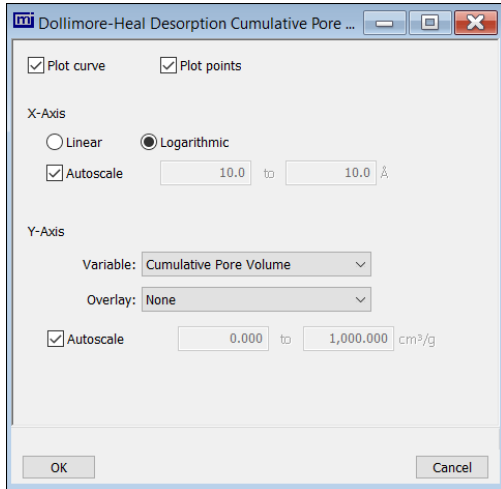 mi Dollimore-Heal Desorption Cumulative Pore ...
Plot curve Plot points
X-Axis
Linear Logarithmic
Autoscale 10.0 to 10.0 Å
Y-Axis
Variable: Cumulative Pore Volume
Overlay: None
Autoscale 0.000 to 1,000.000 cm³/g
OK Cancel